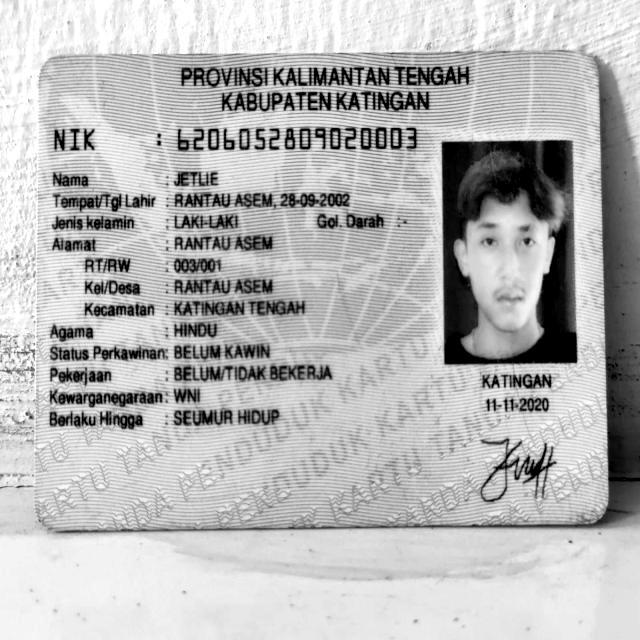 PROVINSI KALIMANTAN TENGAH
KABUPATEN KATINGAN
NIK : 6206052809020003
Nama : JETLIE
Tempat/Tgl Lahir : RANTAU ASEM, 28-09-2002
Jenis kelamin : LAKI-LAKI Gol. Darah :-
Alamat : RANTAU ASEM
RT/RW : 003/001
Kel/Desa : RANTAU ASEM
Kecamatan : KATINGAN TENGAH
Agama : HINDU
Status Perkawinan: BELUM KAWIN
Pekerjaan : BELUM/TIDAK BEKERJA
Kewarganegaraan: WNI
Berlaku Hingga : SEUMUR HIDUP
KATINGAN
11-11-2020